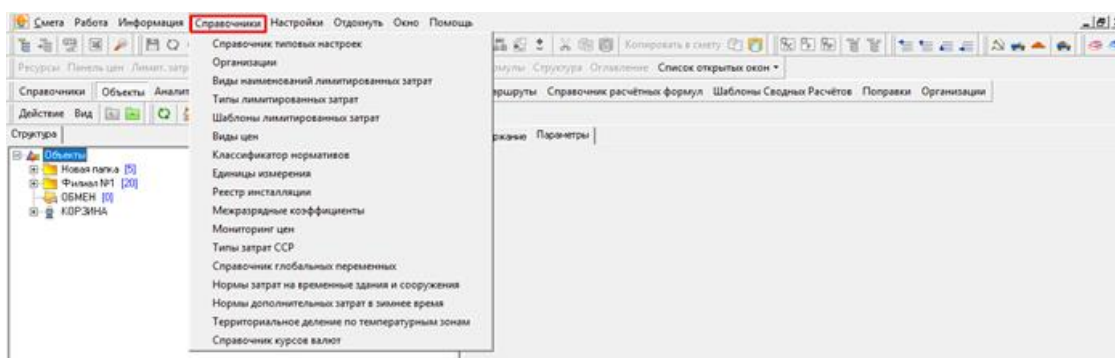 Смета Работа Информация Справочники Настройки Отдохнуть Окно Помощь
Копировать в смету
Ресурсы Панель цен Лимит. затр
Структура Оглавление Список открытых окон
Справочники Объекты Аналит
Справочник расчётных формул Шаблоны Сводных Расчётов Поправки Организации
Действие Вид
Структура
Параметры
Объекты
Новая папка [5]
Филиал №1 [20]
ОБМЕН [0]
КОРЗИНА
Справочник типовых настроек
Организации
Виды наименований лимитированных затрат
Типы лимитированных затрат
Шаблоны лимитированных затрат
Виды цен
Классификатор нормативов
Единицы измерения
Реестр инсталляции
Межразрядные коэффициенты
Мониторинг цен
Типы затрат ССР
Справочник глобальных переменных
Нормы затрат на временные здания и сооружения
Нормы дополнительных затрат в зимнее время
Территориальное деление по температурным зонам
Справочник курсов валют